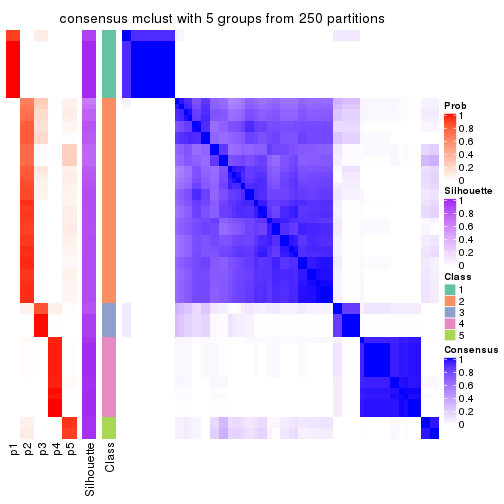 consensus mclust with 5 groups from 250 partitions
Prob
1
0.8
0.6
0.4
0.2
0
Silhouette
1
0.8
0.6
0.4
0.2
0
Class
1
2
3
4
5
Consensus
1
0.8
0.6
0.4
0.2
0
p1
p2
p3
p4
p5
Silhouette
Class